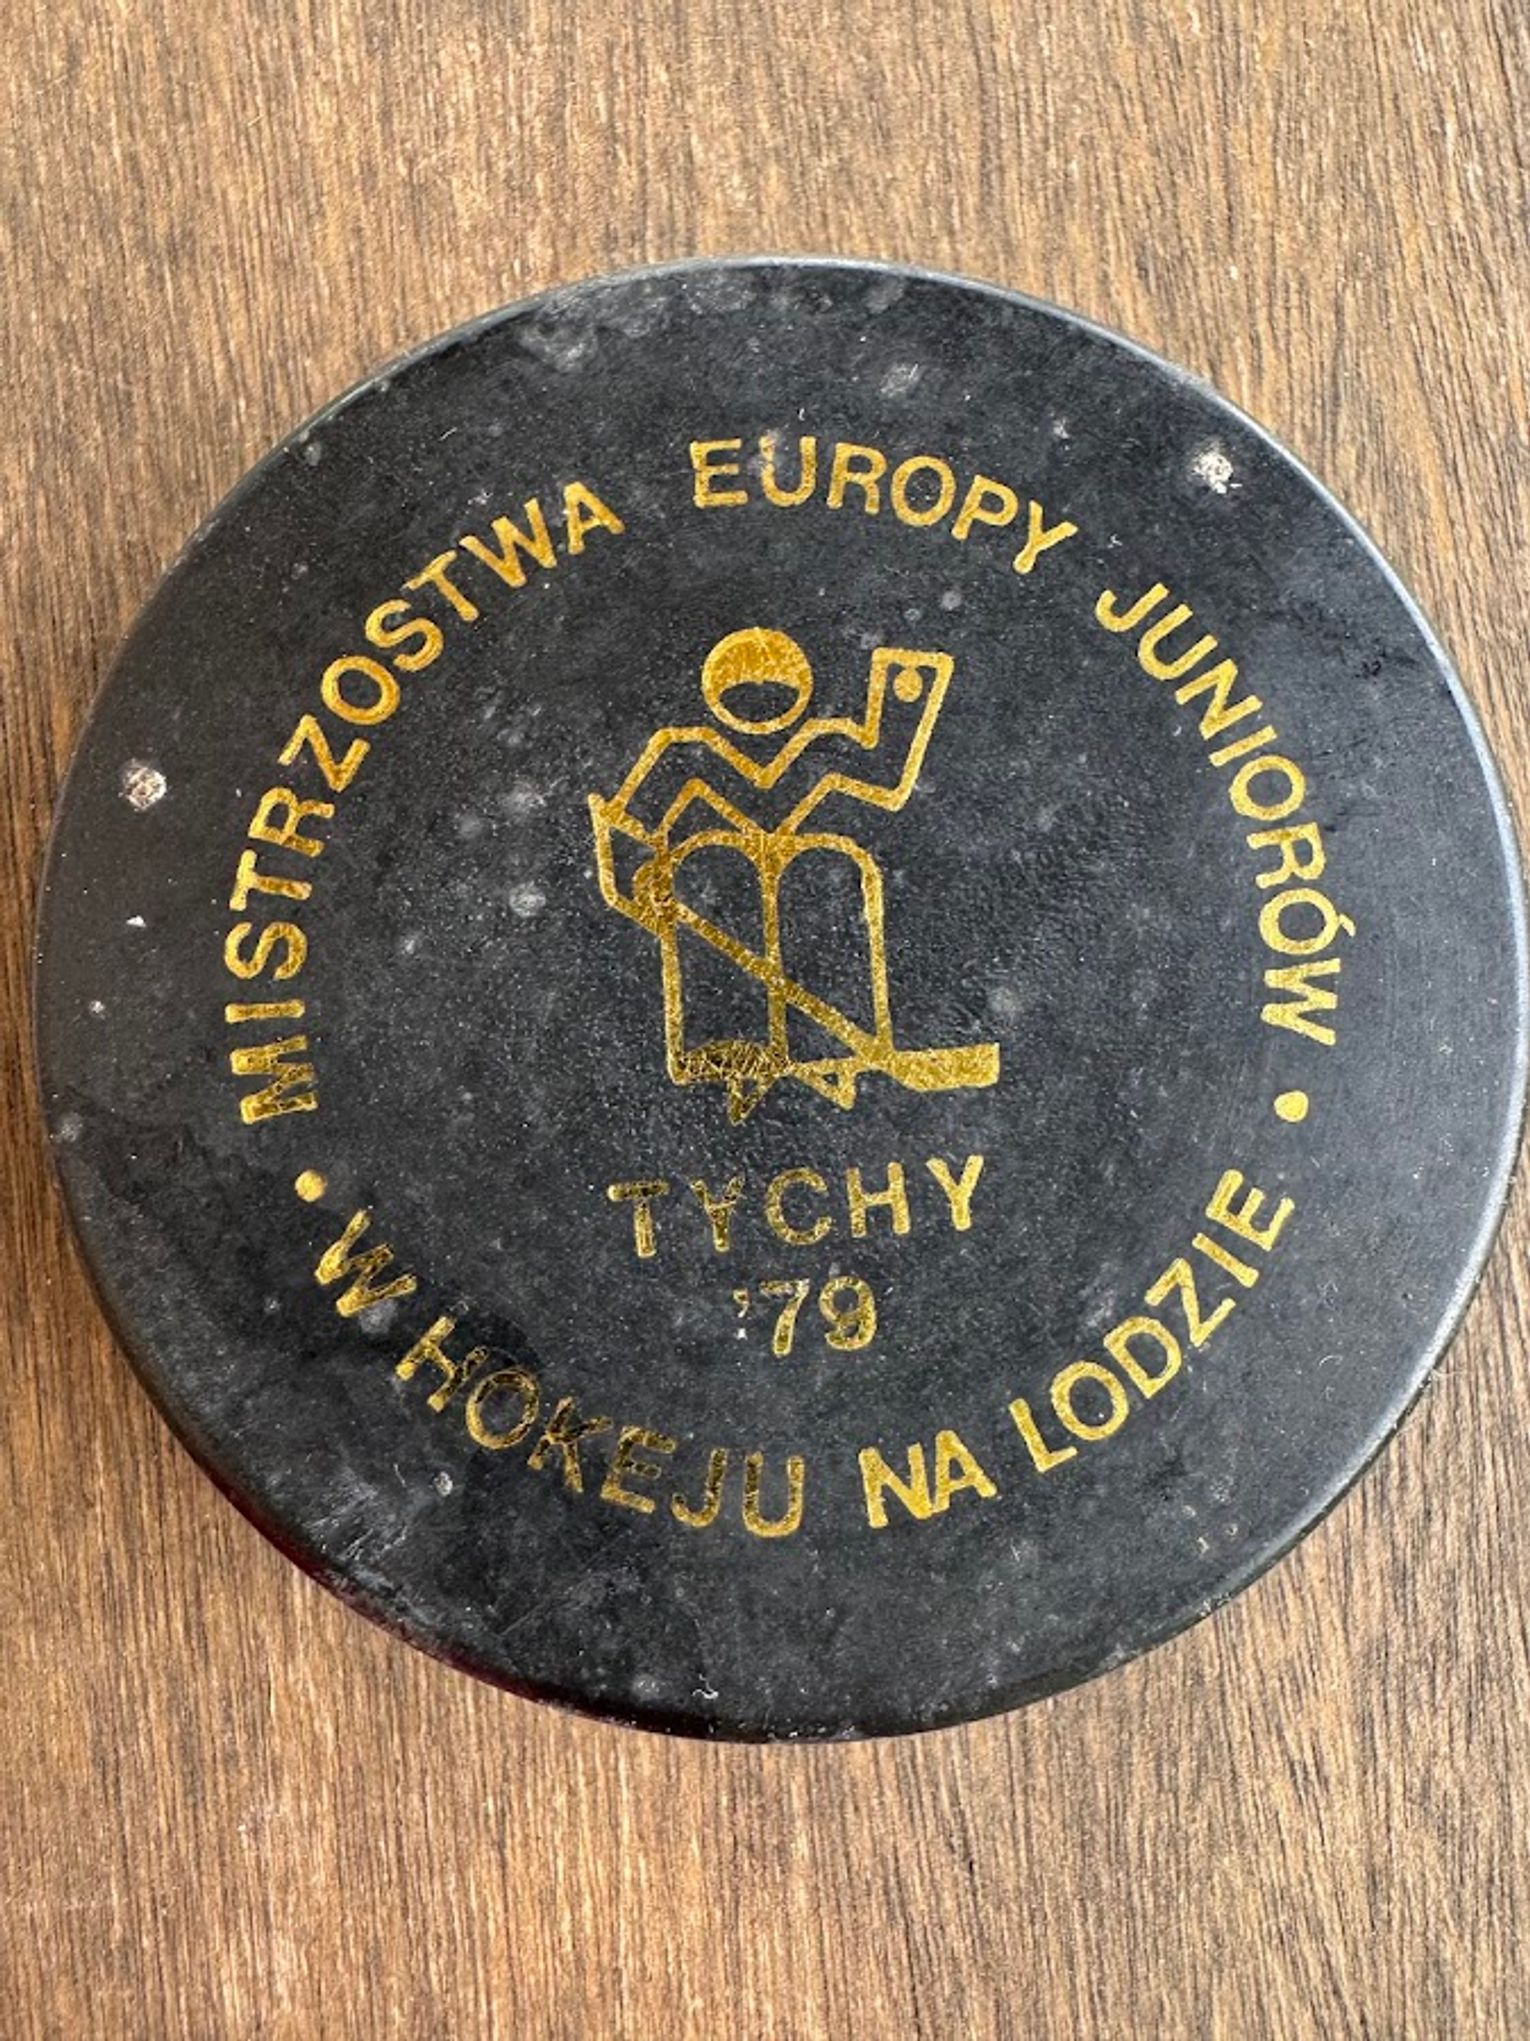 MISTRZOSTWA EUROPY JUNIORÓW
• W HOKEJU NA LODZIE •
TYCHY
'79